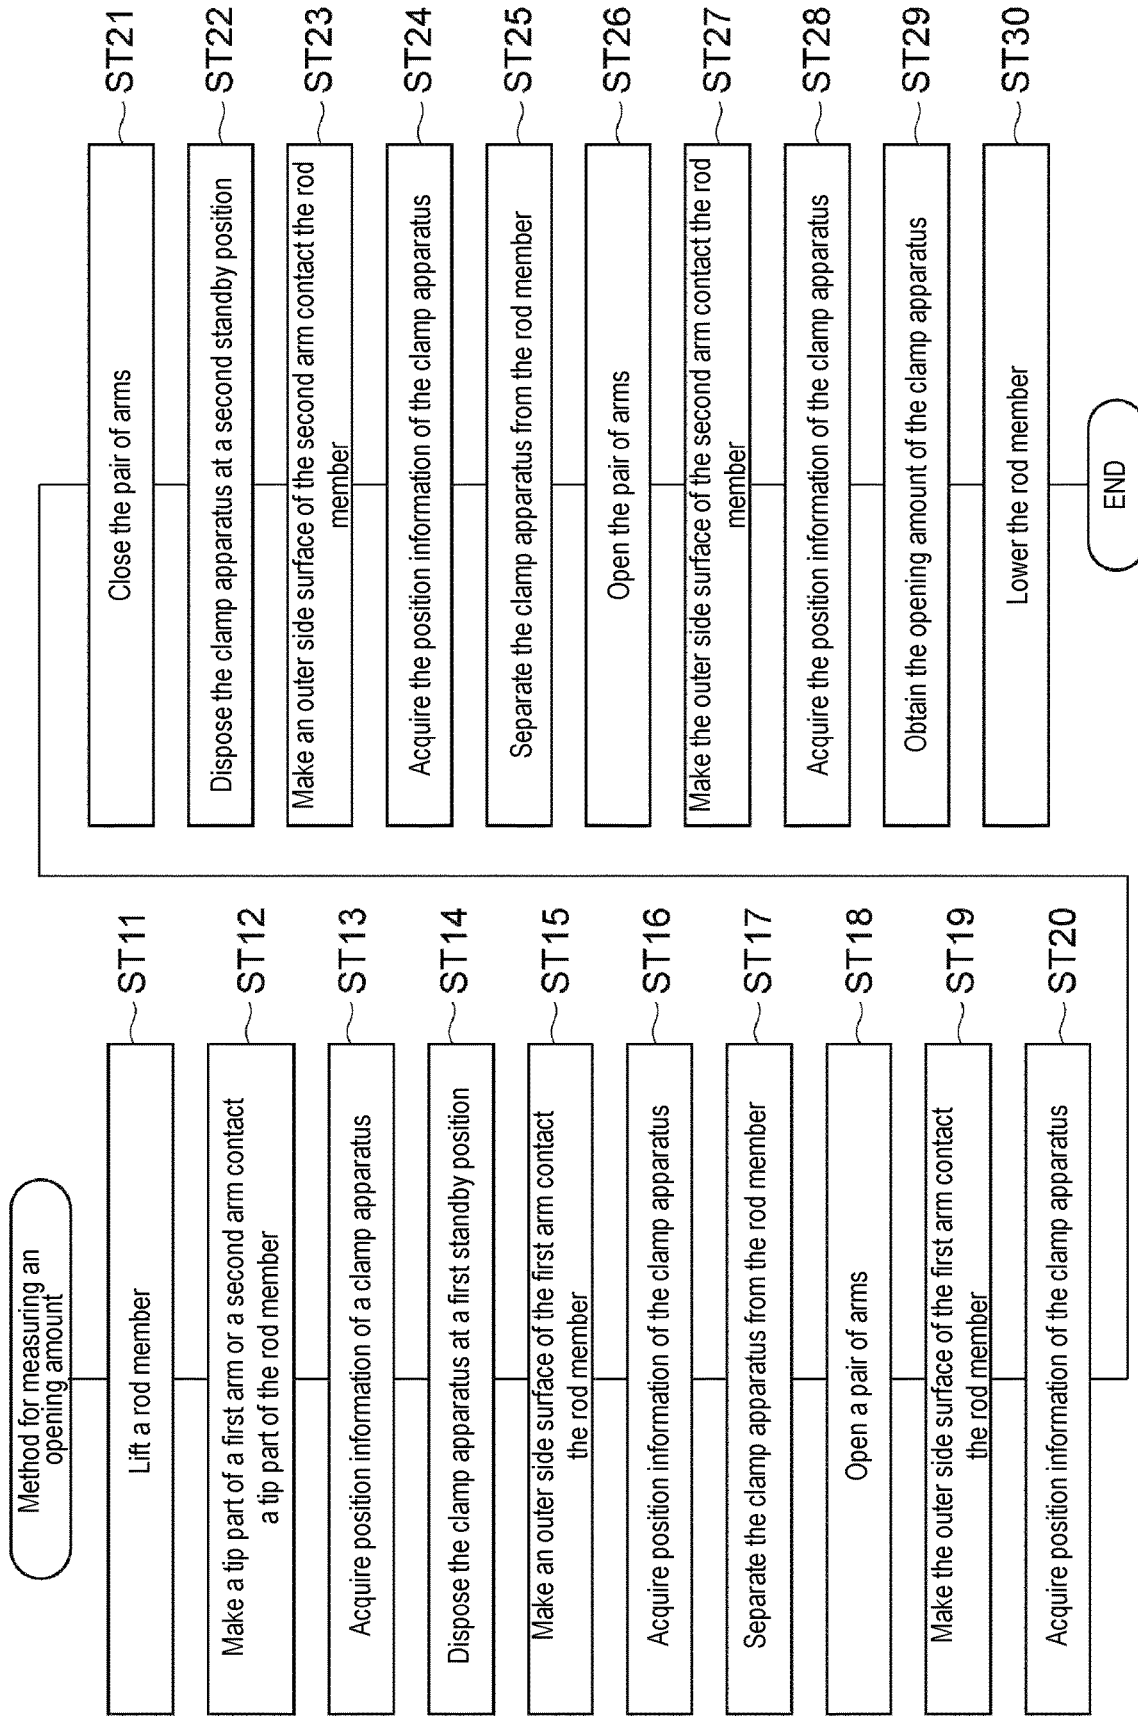 Method for measuring an
opening amount
Lift a rod member
ST11
Make a tip part of a first arm or a second arm contact
a tip part of the rod member
ST12
Acquire position information of a clamp apparatus
ST13
Dispose the clamp apparatus at a first standby position
ST14
Make an outer side surface of the first arm contact
the rod member
ST15
Acquire position information of the clamp apparatus
ST16
Separate the clamp apparatus from the rod member
ST17
Open a pair of arms
ST18
Make the outer side surface of the first arm contact
the rod member
ST19
Acquire position information of the clamp apparatus
ST20
Close the pair of arms
ST21
Dispose the clamp apparatus at a second standby position
ST22
Make an outer side surface of the second arm contact the rod
member
ST23
Acquire the position information of the clamp apparatus
ST24
Separate the clamp apparatus from the rod member
ST25
Open the pair of arms
ST26
Make the outer side surface of the second arm contact the rod
member
ST27
Acquire the position information of the clamp apparatus
ST28
Obtain the opening amount of the clamp apparatus
ST29
Lower the rod member
ST30
END